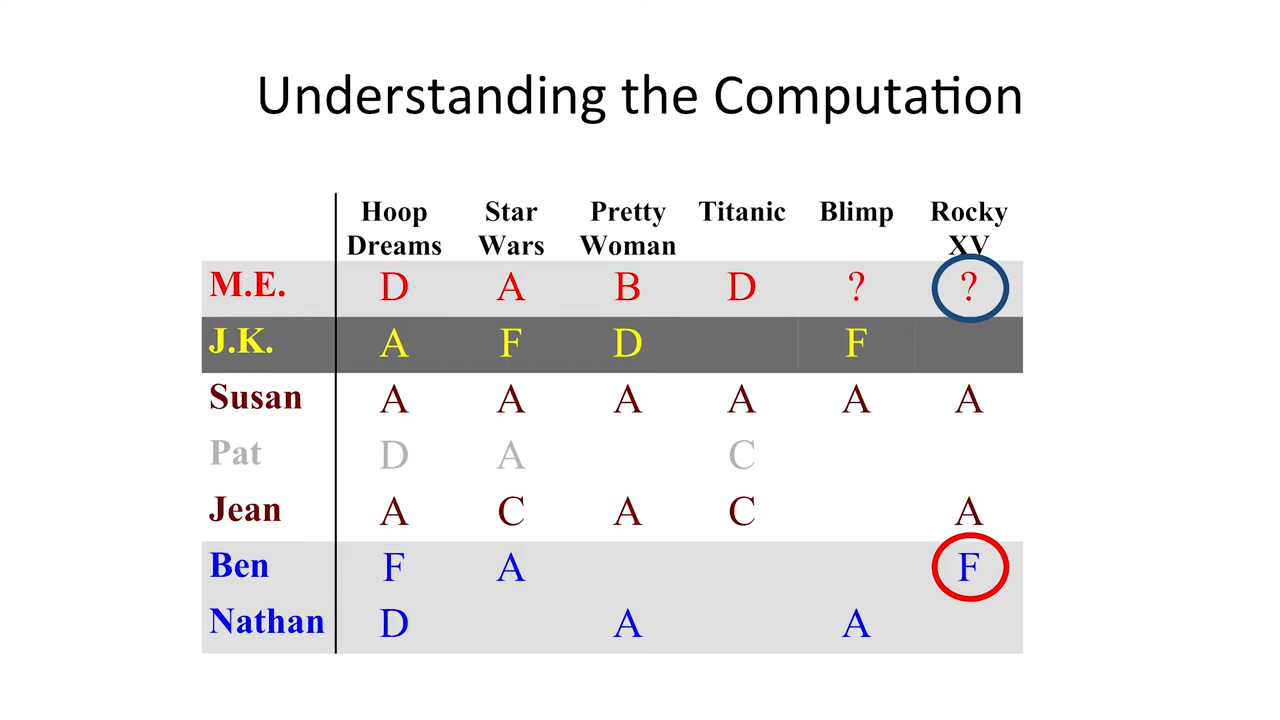 Understanding the Computation
Hoop Dreams Star Wars Pretty Woman Titanic Blimp Rocky XV
M.E. D A B D ? ?
J.K. A F D F
Susan A A A A A A
Pat D A C
Jean A C A C A
Ben F A F
Nathan D A A